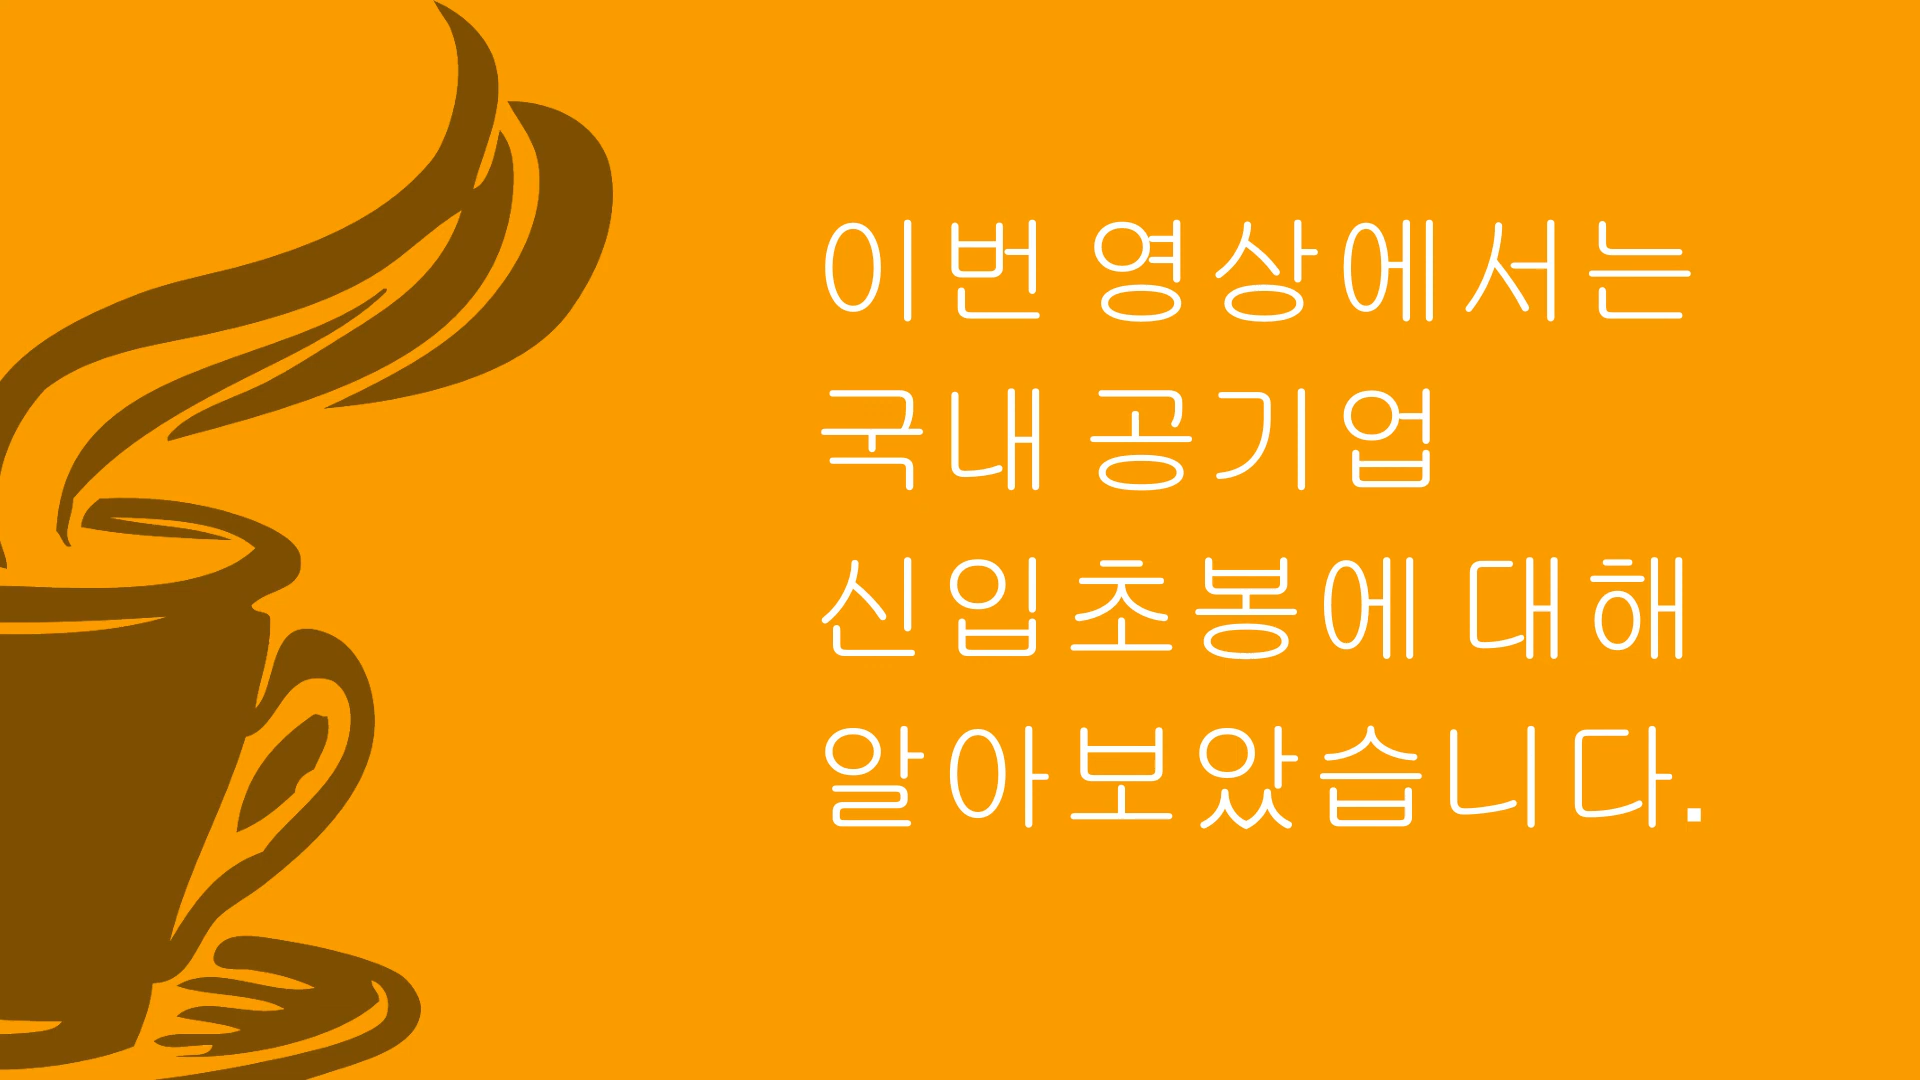 이번 영상에서는
국내 공기업
신입초봉에 대해
알아보았습니다.